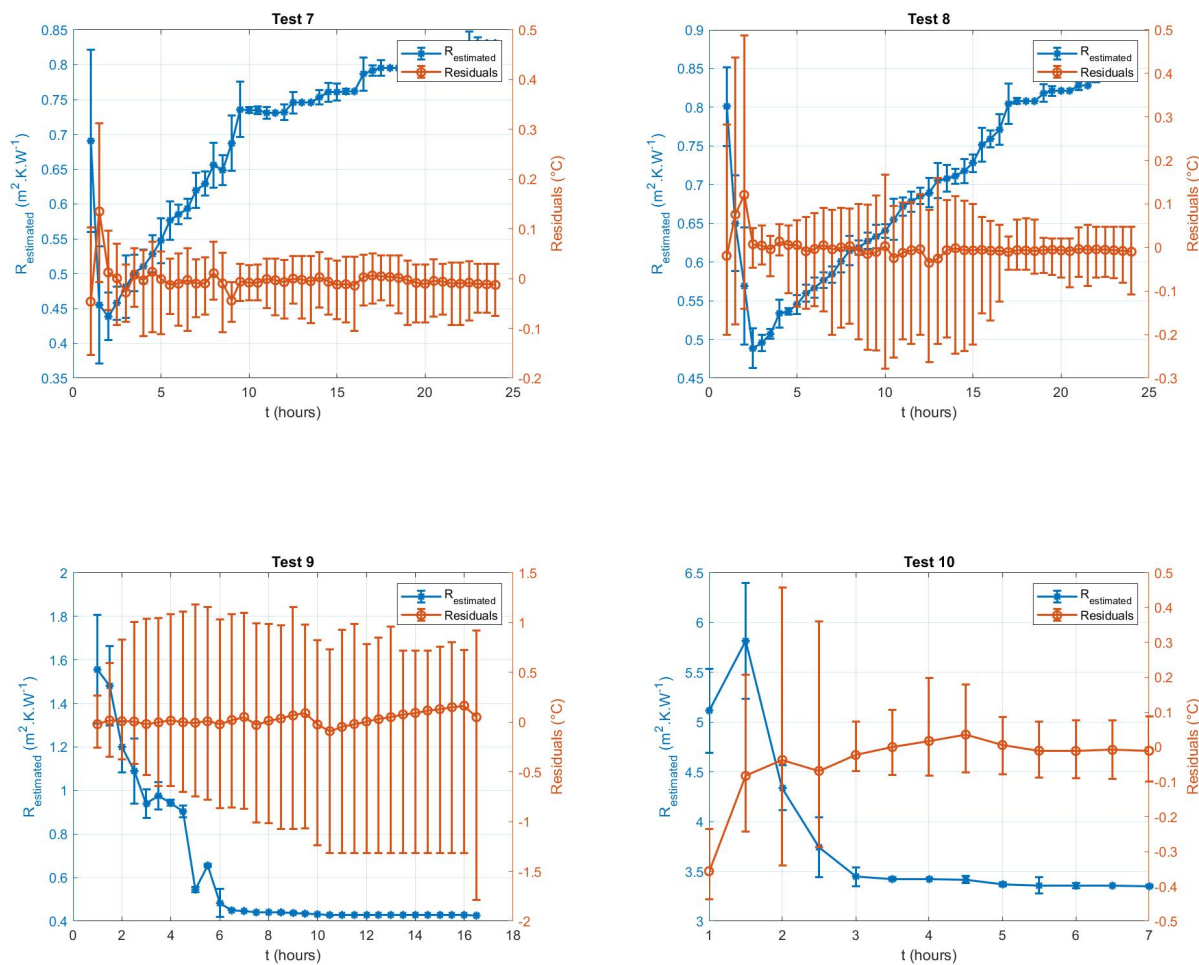 Test 7
0.85
0.8
0.75
0.7
0.65
0.6
0.55
0.5
0.45
0.4
0.35
R_estimated (m².K.W⁻¹)
0.5
0.4
0.3
0.2
0.1
0
-0.1
-0.2
Residuals (°C)
R_estimated
Residuals
0 5 10 15 20 25
t (hours)
Test 8
0.9
0.85
0.8
0.75
0.7
0.65
0.6
0.55
0.5
0.45
R_estimated (m².K.W⁻¹)
0.5
0.4
0.3
0.2
0.1
0
-0.1
-0.2
-0.3
Residuals (°C)
R_estimated
Residuals
0 5 10 15 20 25
t (hours)
Test 9
2
1.8
1.6
1.4
1.2
1
0.8
0.6
0.4
R_estimated (m².K.W⁻¹)
1.5
1
0.5
0
-0.5
-1
-1.5
-2
Residuals (°C)
R_estimated
Residuals
0 2 4 6 8 10 12 14 16 18
t (hours)
Test 10
6.5
6
5.5
5
4.5
4
3.5
3
R_estimated (m².K.W⁻¹)
0.5
0.4
0.3
0.2
0.1
0
-0.1
-0.2
-0.3
-0.4
-0.5
Residuals (°C)
R_estimated
Residuals
1 2 3 4 5 6 7
t (hours)